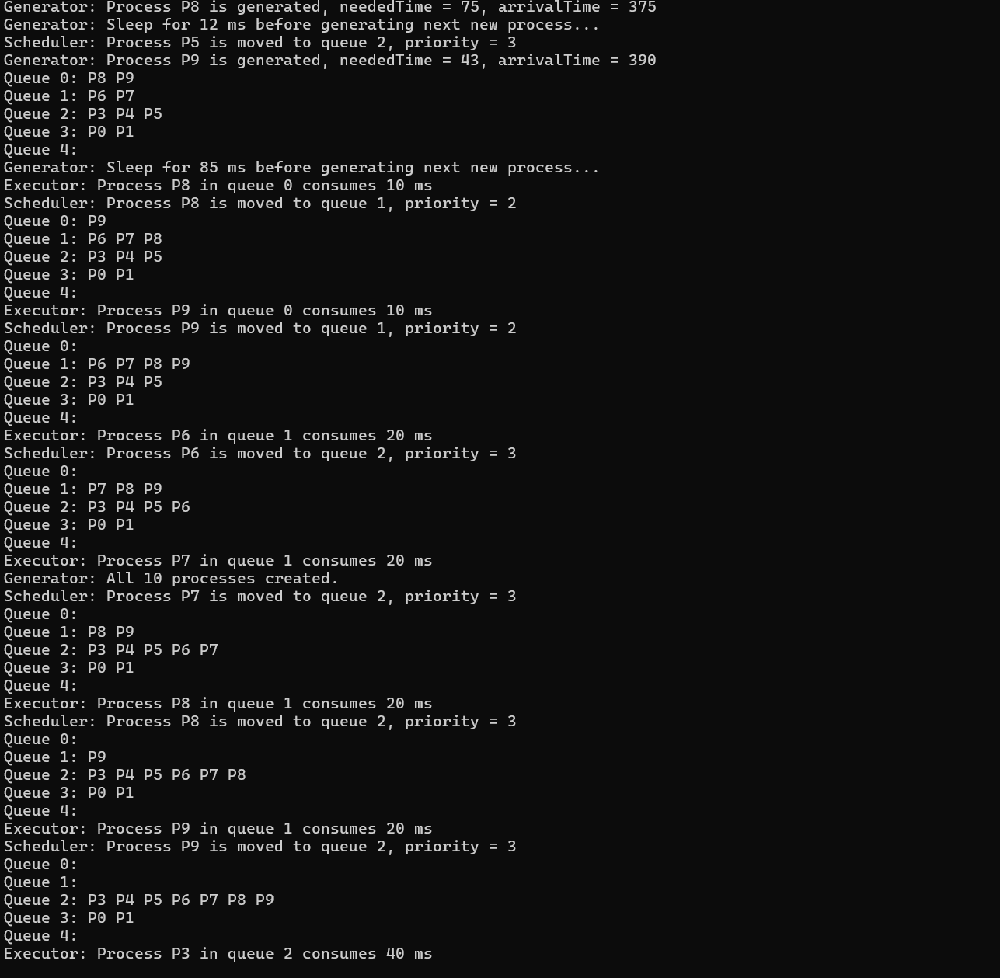 Generator: Process P8 is generated, neededTime = 75, arrivalTime = 375
Generator: Sleep for 12 ms before generating next new process...
Scheduler: Process P5 is moved to queue 2, priority = 3
Generator: Process P9 is generated, neededTime = 43, arrivalTime = 390
Queue 0: P8 P9
Queue 1: P6 P7
Queue 2: P3 P4 P5
Queue 3: P0 P1
Queue 4:
Generator: Sleep for 85 ms before generating next new process...
Executor: Process P8 in queue 0 consumes 10 ms
Scheduler: Process P8 is moved to queue 1, priority = 2
Queue 0: P9
Queue 1: P6 P7 P8
Queue 2: P3 P4 P5
Queue 3: P0 P1
Queue 4:
Executor: Process P9 in queue 0 consumes 10 ms
Scheduler: Process P9 is moved to queue 1, priority = 2
Queue 0:
Queue 1: P6 P7 P8 P9
Queue 2: P3 P4 P5
Queue 3: P0 P1
Queue 4:
Executor: Process P6 in queue 1 consumes 20 ms
Scheduler: Process P6 is moved to queue 2, priority = 3
Queue 0:
Queue 1: P7 P8 P9
Queue 2: P3 P4 P5 P6
Queue 3: P0 P1
Queue 4:
Executor: Process P7 in queue 1 consumes 20 ms
Generator: All 10 processes created.
Scheduler: Process P7 is moved to queue 2, priority = 3
Queue 0:
Queue 1: P8 P9
Queue 2: P3 P4 P5 P6 P7
Queue 3: P0 P1
Queue 4:
Executor: Process P8 in queue 1 consumes 20 ms
Scheduler: Process P8 is moved to queue 2, priority = 3
Queue 0:
Queue 1: P9
Queue 2: P3 P4 P5 P6 P7 P8
Queue 3: P0 P1
Queue 4:
Executor: Process P9 in queue 1 consumes 20 ms
Scheduler: Process P9 is moved to queue 2, priority = 3
Queue 0:
Queue 1:
Queue 2: P3 P4 P5 P6 P7 P8 P9
Queue 3: P0 P1
Queue 4:
Executor: Process P3 in queue 2 consumes 40 ms